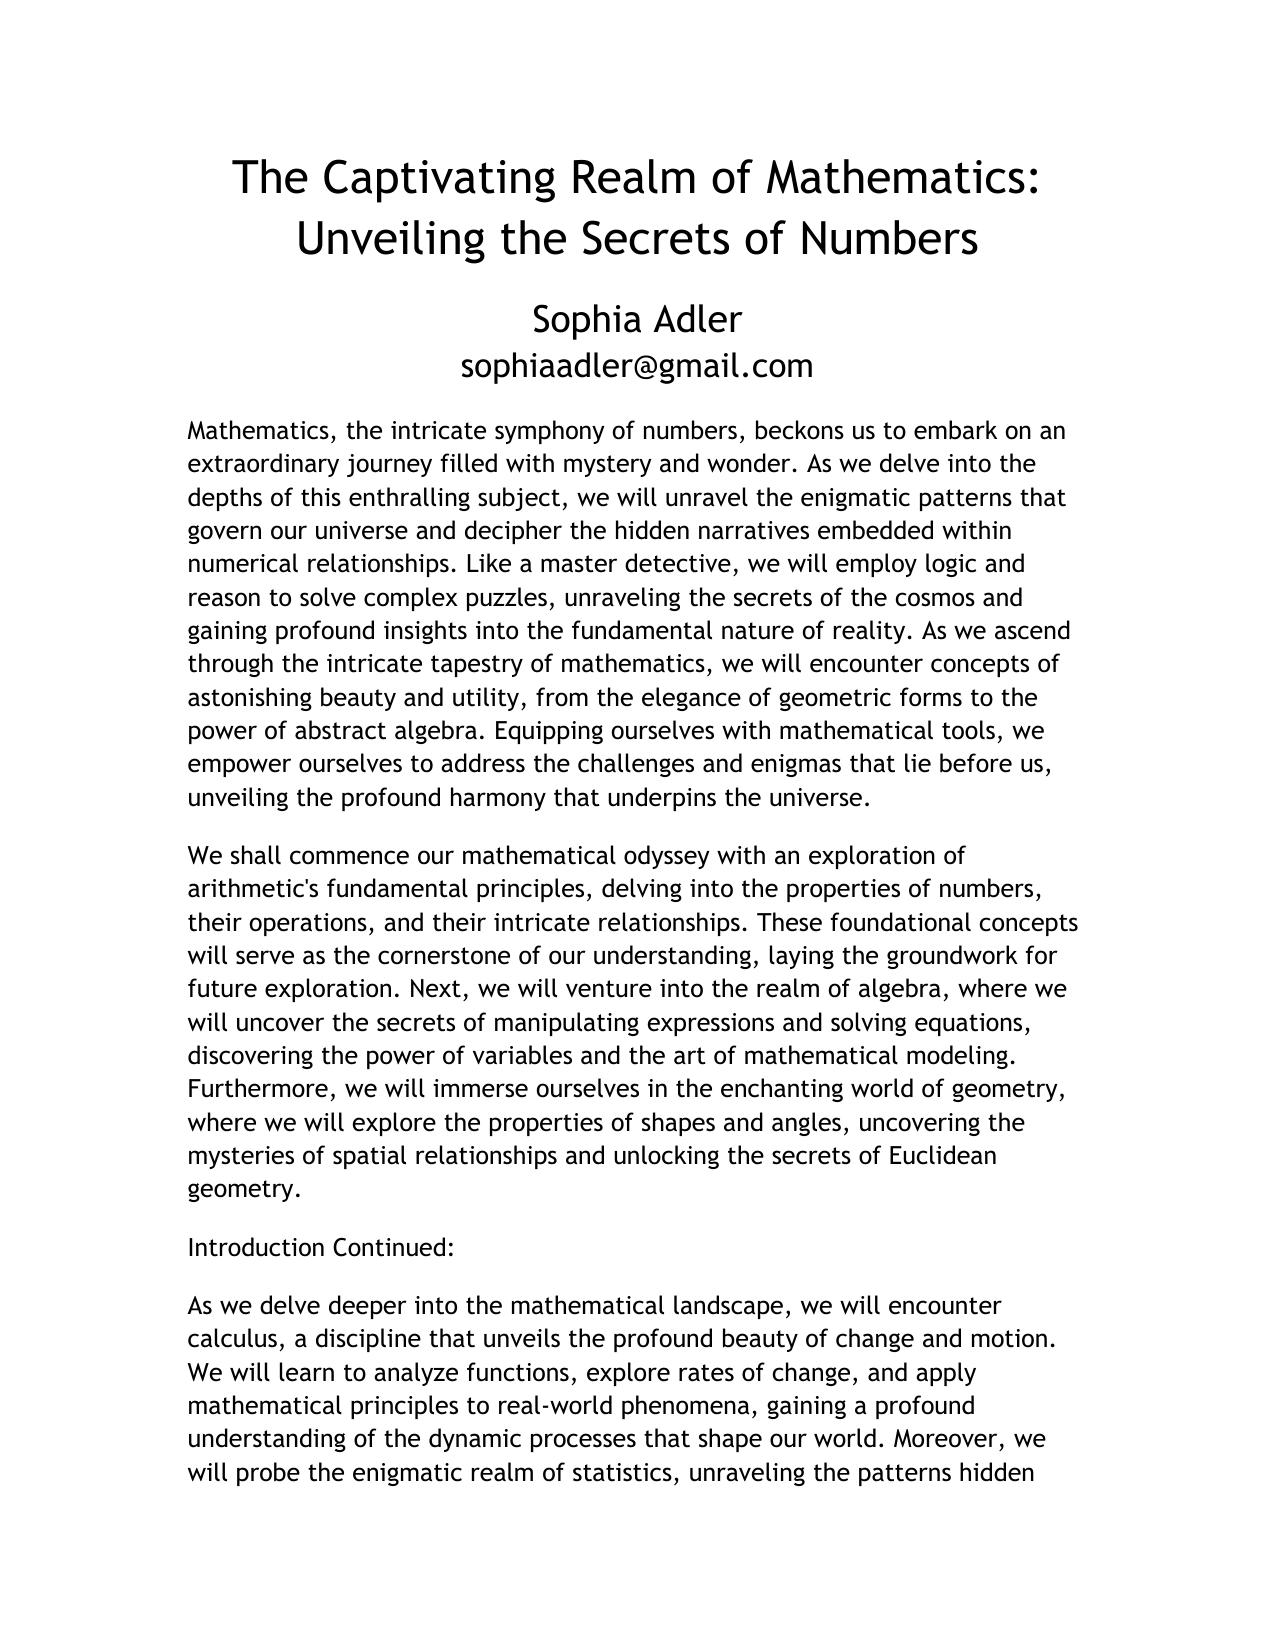 The Captivating Realm of Mathematics:
Unveiling the Secrets of Numbers
Sophia Adler
sophiaadler@gmail.com
Mathematics, the intricate symphony of numbers, beckons us to embark on an
extraordinary journey filled with mystery and wonder. As we delve into the
depths of this enthralling subject, we will unravel the enigmatic patterns that
govern our universe and decipher the hidden narratives embedded within
numerical relationships. Like a master detective, we will employ logic and
reason to solve complex puzzles, unraveling the secrets of the cosmos and
gaining profound insights into the fundamental nature of reality. As we ascend
through the intricate tapestry of mathematics, we will encounter concepts of
astonishing beauty and utility, from the elegance of geometric forms to the
power of abstract algebra. Equipping ourselves with mathematical tools, we
empower ourselves to address the challenges and enigmas that lie before us,
unveiling the profound harmony that underpins the universe.
We shall commence our mathematical odyssey with an exploration of
arithmetic's fundamental principles, delving into the properties of numbers,
their operations, and their intricate relationships. These foundational concepts
will serve as the cornerstone of our understanding, laying the groundwork for
future exploration. Next, we will venture into the realm of algebra, where we
will uncover the secrets of manipulating expressions and solving equations,
discovering the power of variables and the art of mathematical modeling.
Furthermore, we will immerse ourselves in the enchanting world of geometry,
where we will explore the properties of shapes and angles, uncovering the
mysteries of spatial relationships and unlocking the secrets of Euclidean
geometry.
Introduction Continued:
As we delve deeper into the mathematical landscape, we will encounter
calculus, a discipline that unveils the profound beauty of change and motion.
We will learn to analyze functions, explore rates of change, and apply
mathematical principles to real-world phenomena, gaining a profound
understanding of the dynamic processes that shape our world. Moreover, we
will probe the enigmatic realm of statistics, unraveling the patterns hidden